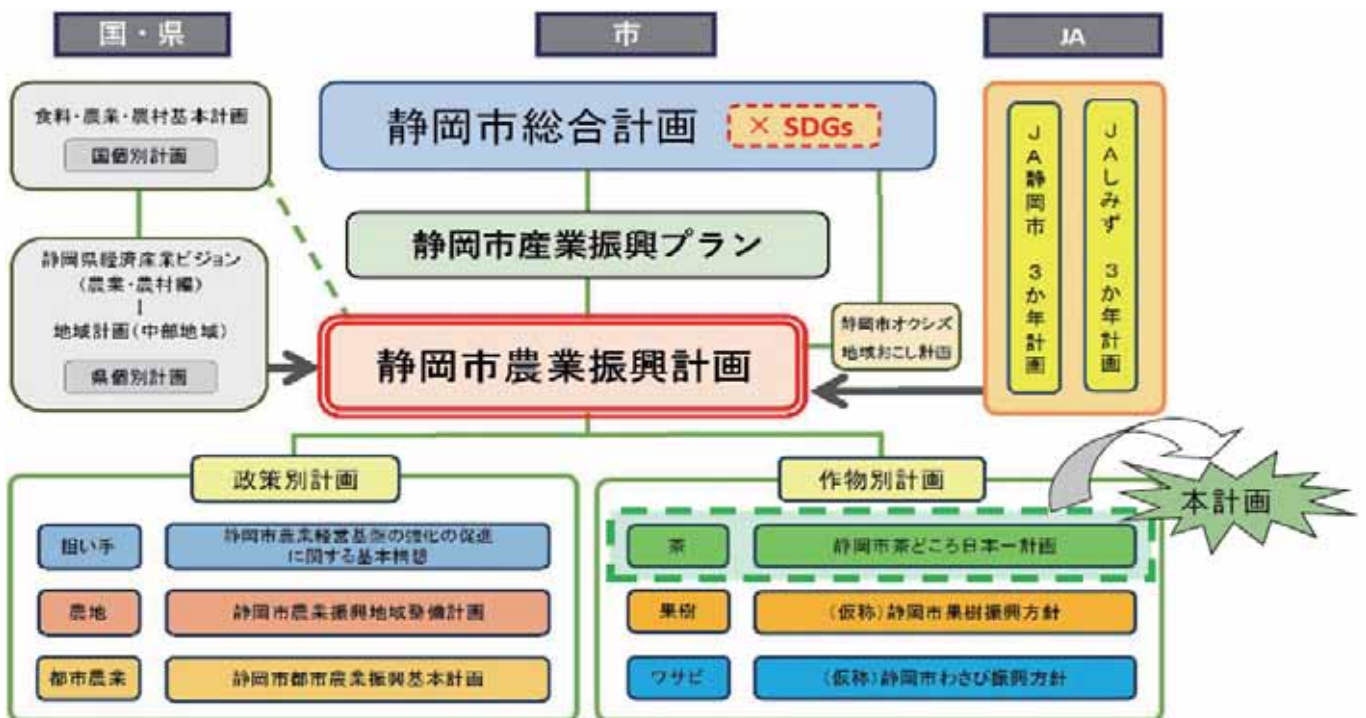 国・県
市
JA
食料・農業・農村基本計画
国個別計画
静岡県経済産業ビジョン
(農業・農村編)
地域計画(中部地域)
県個別計画
静岡市総合計画
× SDGs
静岡市産業振興プラン
静岡市農業振興計画
静岡市オクシズ
地域おこし計画
JA静岡市 3か年計画
JAしみず 3か年計画
政策別計画
担い手
静岡市農業経営基盤の強化の促進
に関する基本構想
農地
静岡市農業振興地域整備計画
都市農業
静岡市都市農業振興基本計画
作物別計画
茶
静岡市茶どころ日本一計画
果樹
(仮称)静岡市果樹振興方針
ワサビ
(仮称)静岡市わさび振興方針
本計画